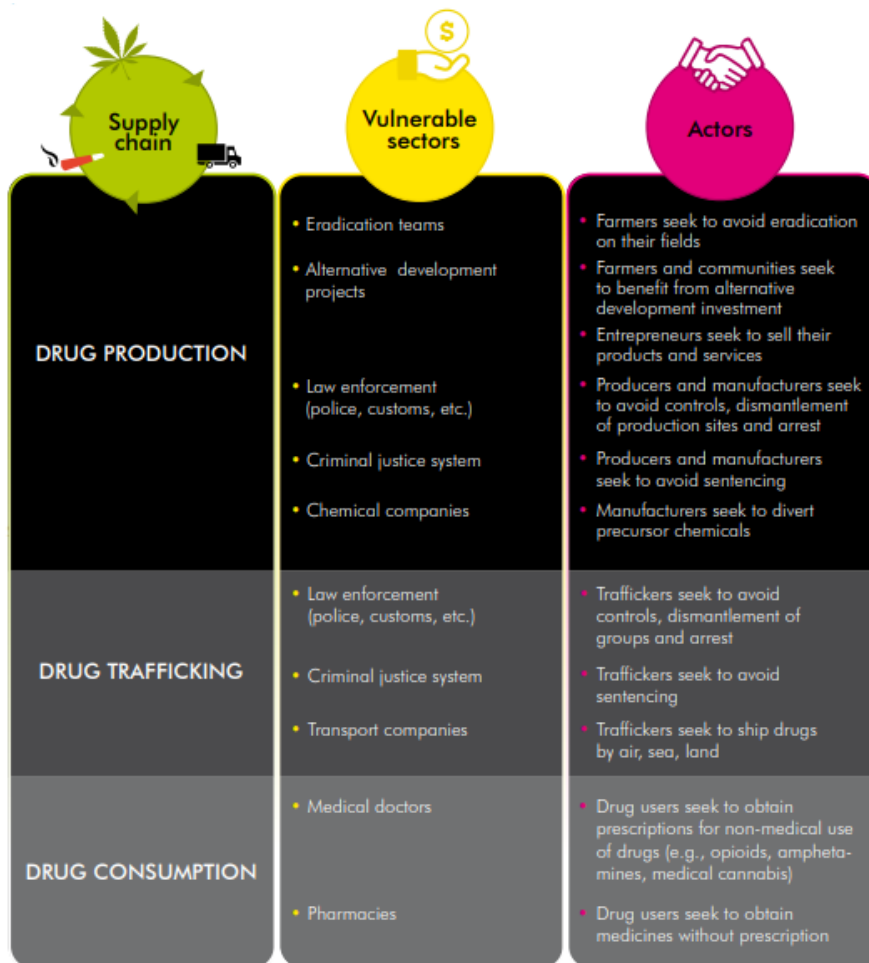 $
Supply
chain
Vulnerable
sectors
Actors
DRUG PRODUCTION
• Eradication teams
• Alternative development
projects
• Law enforcement
(police, customs, etc.)
• Criminal justice system
• Chemical companies
• Farmers seek to avoid eradication
on their fields
• Farmers and communities seek
to benefit from alternative
development investment
• Entrepreneurs seek to sell their
products and services
• Producers and manufacturers seek
to avoid controls, dismantlement
of production sites and arrest
• Producers and manufacturers
seek to avoid sentencing
• Manufacturers seek to divert
precursor chemicals
DRUG TRAFFICKING
• Law enforcement
(police, customs, etc.)
• Criminal justice system
• Transport companies
• Traffickers seek to avoid
controls, dismantlement of
groups and arrest
• Traffickers seek to avoid
sentencing
• Traffickers seek to ship drugs
by air, sea, land
DRUG CONSUMPTION
• Medical doctors
• Pharmacies
• Drug users seek to obtain
prescriptions for non-medical use
of drugs (e.g., opioids, ampheta-
mines, medical cannabis)
• Drug users seek to obtain
medicines without prescription